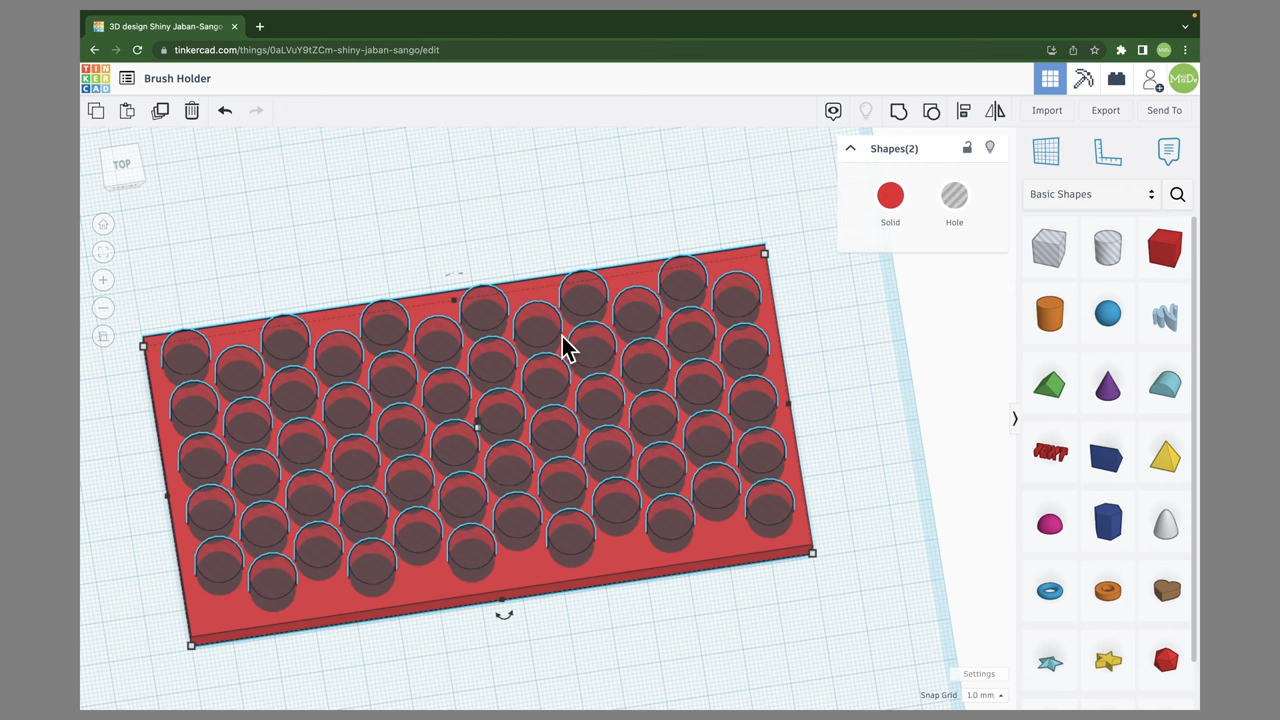 3D design Shiny Jaban-Sango
tinkercad.com/things/0aLVuY9tZCm-shiny-jaban-sango/edit
TIN
KER
CAD
Brush Holder
MaDe
Import
Export
Send To
TOP
Shapes(2)
Solid
Hole
Basic Shapes
Settings
Snap Grid 1.0 mm